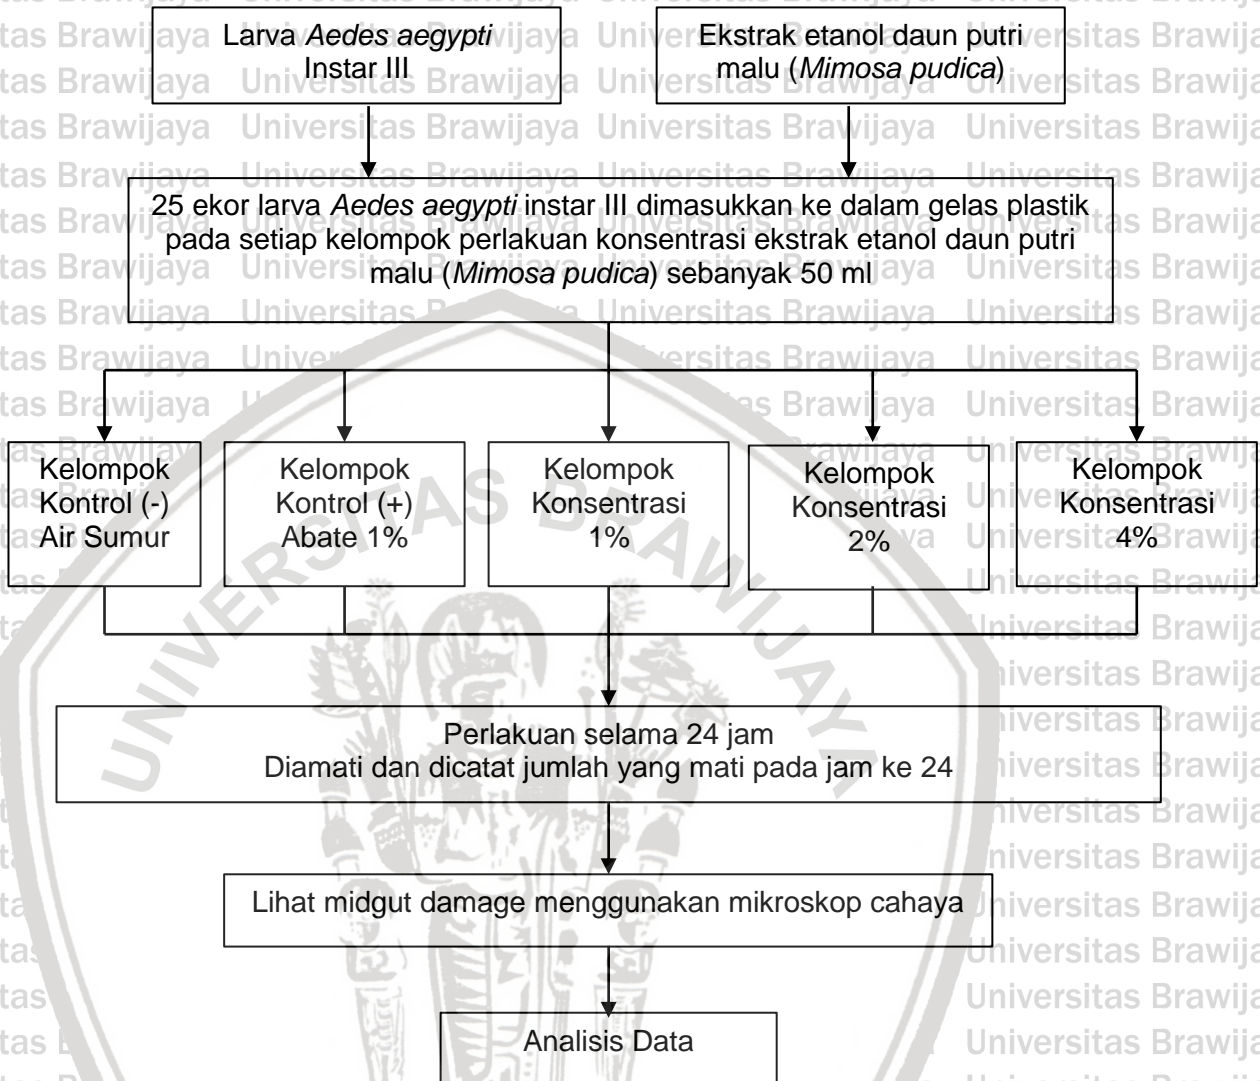 Larva Aedes aegypti
Instar III
Ekstrak etanol daun putri
malu (Mimosa pudica)
25 ekor larva Aedes aegypti instar III dimasukkan ke dalam gelas plastik
pada setiap kelompok perlakuan konsentrasi ekstrak etanol daun putri
malu (Mimosa pudica) sebanyak 50 ml
Kelompok
Kontrol (-)
Air Sumur
Kelompok
Kontrol (+)
Abate 1%
Kelompok
Konsentrasi
1%
Kelompok
Konsentrasi
2%
Kelompok
Konsentrasi
4%
UNIVERSITAS BRAWIJAYA
Perlakuan selama 24 jam
Diamati dan dicatat jumlah yang mati pada jam ke 24
Lihat midgut damage menggunakan mikroskop cahaya
Analisis Data